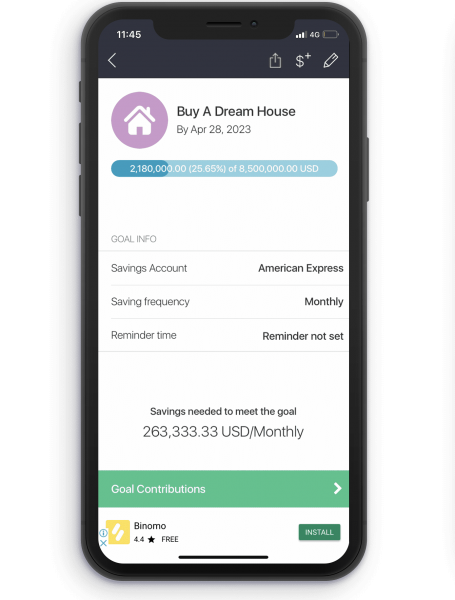 11:45
4G
$+
Buy A Dream House
By Apr 28, 2023
2,180,000.00 (25.65%) of 8,500,000.00 USD
GOAL INFO
Savings Account American Express
Saving frequency Monthly
Reminder time Reminder not set
Savings needed to meet the goal
263,333.33 USD/Monthly
Goal Contributions
Binomo
4.4 ★ FREE
INSTALL